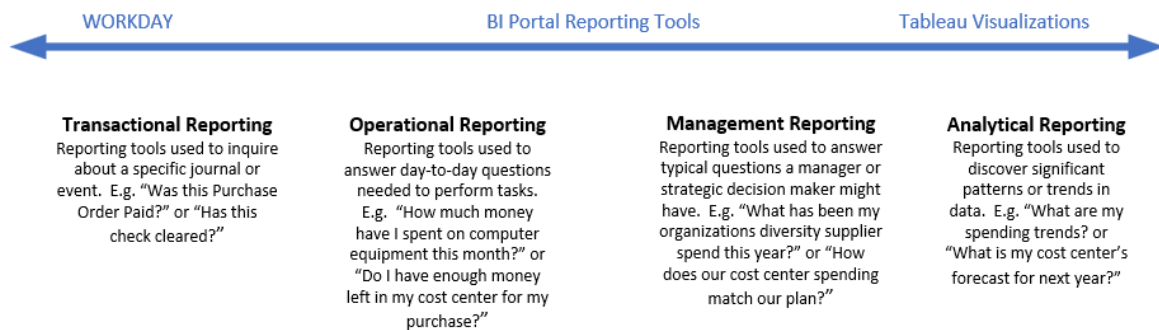 WORKDAY
BI Portal Reporting Tools
Tableau Visualizations
Transactional Reporting
Reporting tools used to inquire
about a specific journal or
event. E.g. “Was this Purchase
Order Paid?” or “Has this
check cleared?”
Operational Reporting
Reporting tools used to
answer day-to-day questions
needed to perform tasks.
E.g. “How much money
have I spent on computer
equipment this month?” or
“Do I have enough money
left in my cost center for my
purchase?”
Management Reporting
Reporting tools used to answer
typical questions a manager or
strategic decision maker might
have. E.g. “What has been my
organizations diversity supplier
spend this year?” or “How
does our cost center spending
match our plan?”
Analytical Reporting
Reporting tools used to
discover significant
patterns or trends in
data. E.g. “What are my
spending trends? or
“What is my cost center’s
forecast for next year?”